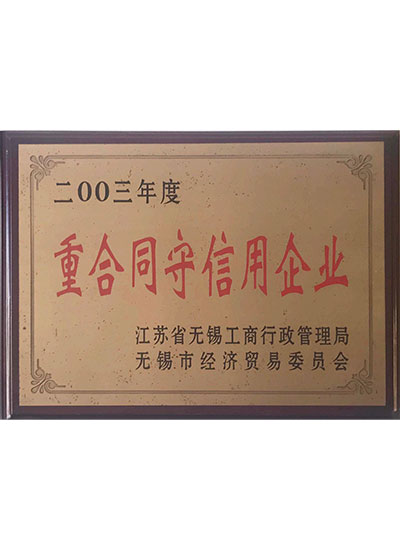 二00三年度
重合同守信用企业
江苏省无锡工商行政管理局
无锡市经济贸易委员会